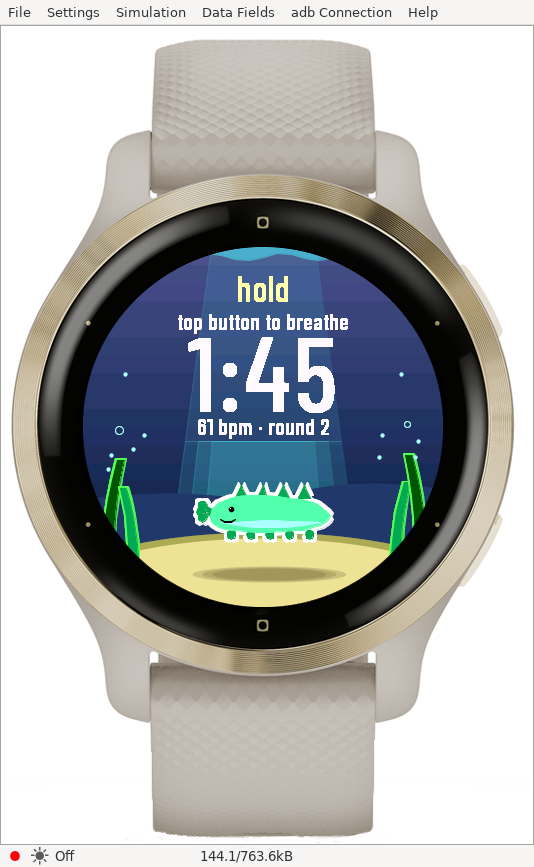 File Settings Simulation Data Fields adb Connection Help
hold
top button to breathe
1:45
61 bpm · round 2
Off 144.1/763.6kB